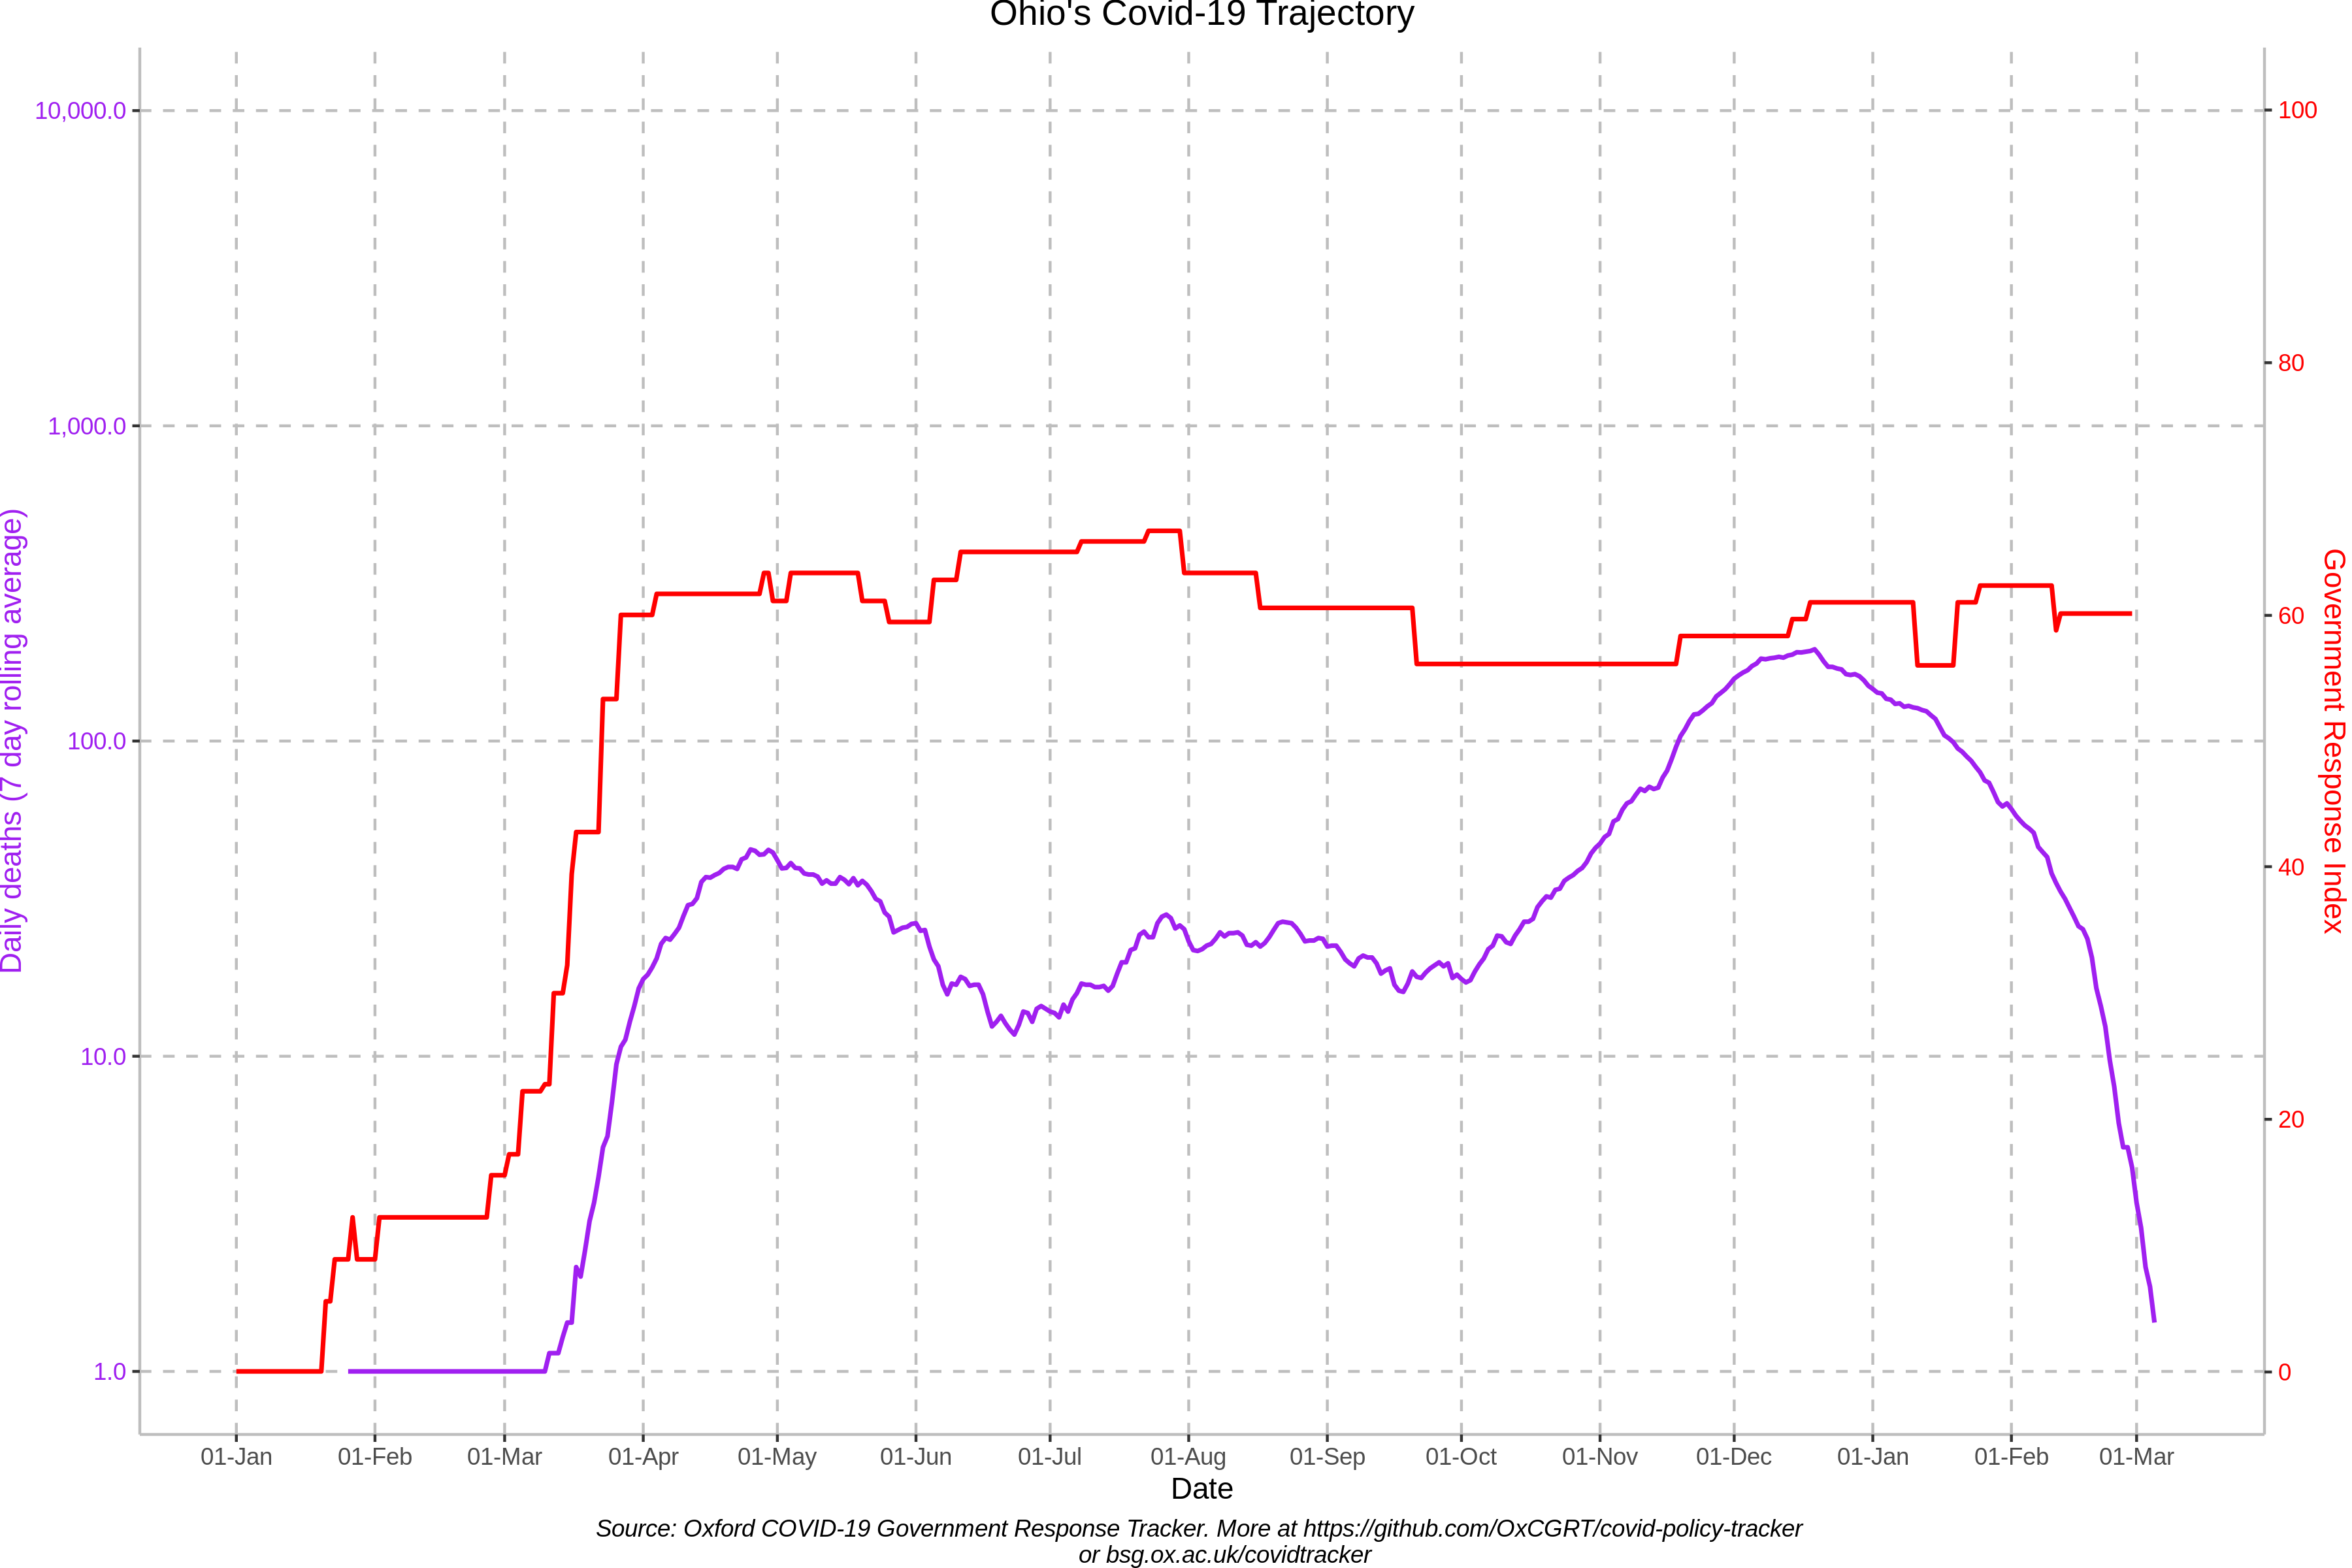 Ohio's Covid-19 Trajectory
10,000.0
1,000.0
100.0
10.0
1.0
Daily deaths (7 day rolling average)
100
80
60
40
20
0
Government Response Index
01-Jan 01-Feb 01-Mar 01-Apr 01-May 01-Jun 01-Jul 01-Aug 01-Sep 01-Oct 01-Nov 01-Dec 01-Jan 01-Feb 01-Mar
Date
Source: Oxford COVID-19 Government Response Tracker. More at https://github.com/OxCGRT/covid-policy-tracker
or bsg.ox.ac.uk/covidtracker